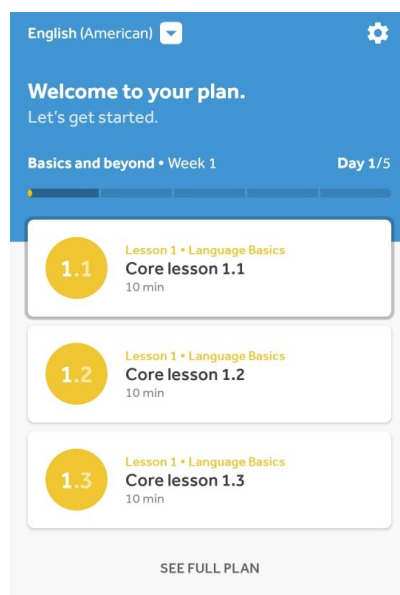 English (American)
Welcome to your plan.
Let's get started.
Basics and beyond • Week 1 Day 1/5
1.1
Lesson 1 • Language Basics
Core lesson 1.1
10 min
1.2
Lesson 1 • Language Basics
Core lesson 1.2
10 min
1.3
Lesson 1 • Language Basics
Core lesson 1.3
10 min
SEE FULL PLAN